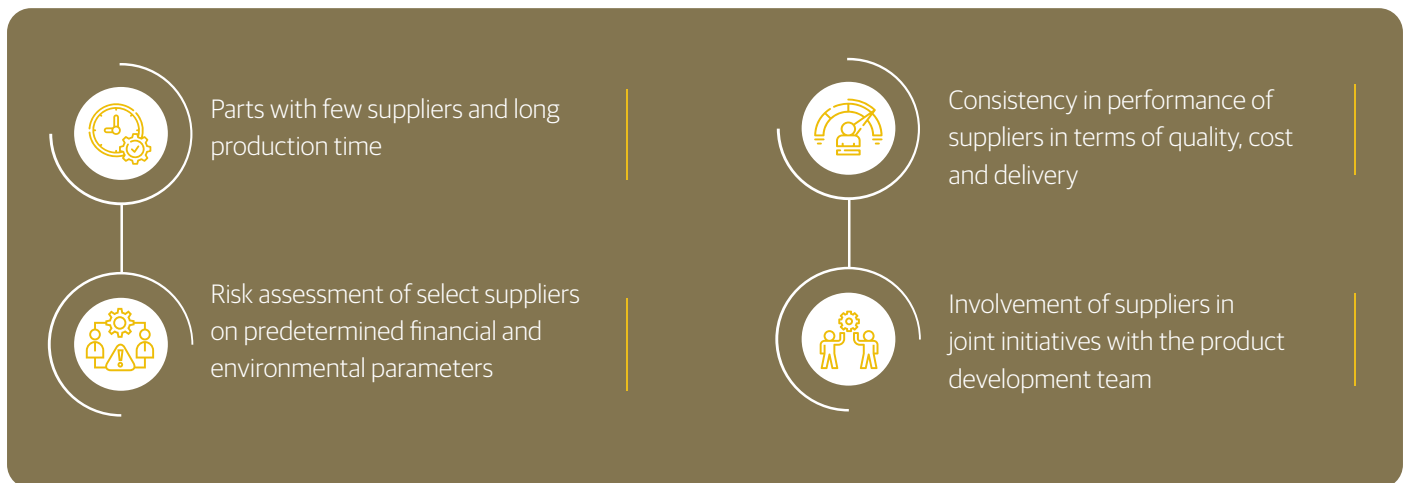 Parts with few suppliers and long
production time
Risk assessment of select suppliers
on predetermined financial and
environmental parameters
Consistency in performance of
suppliers in terms of quality, cost
and delivery
Involvement of suppliers in
joint initiatives with the product
development team